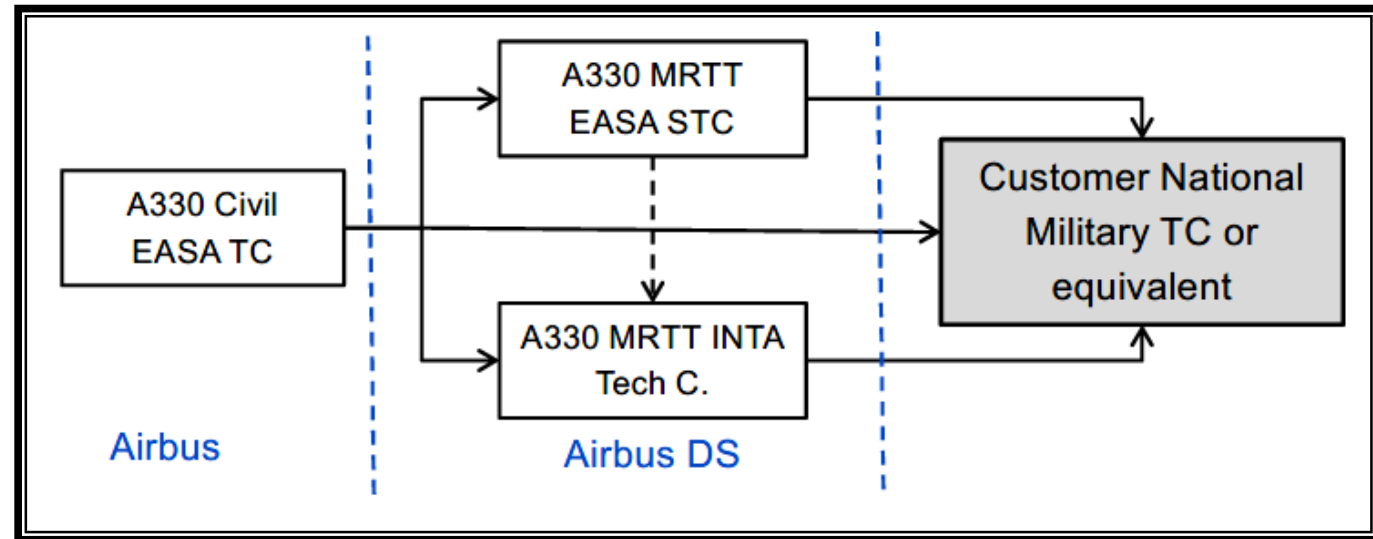 A330 Civil
EASA TC
A330 MRTT
EASA STC
A330 MRTT INTA
Tech C.
Customer National
Military TC or
equivalent
Airbus
Airbus DS